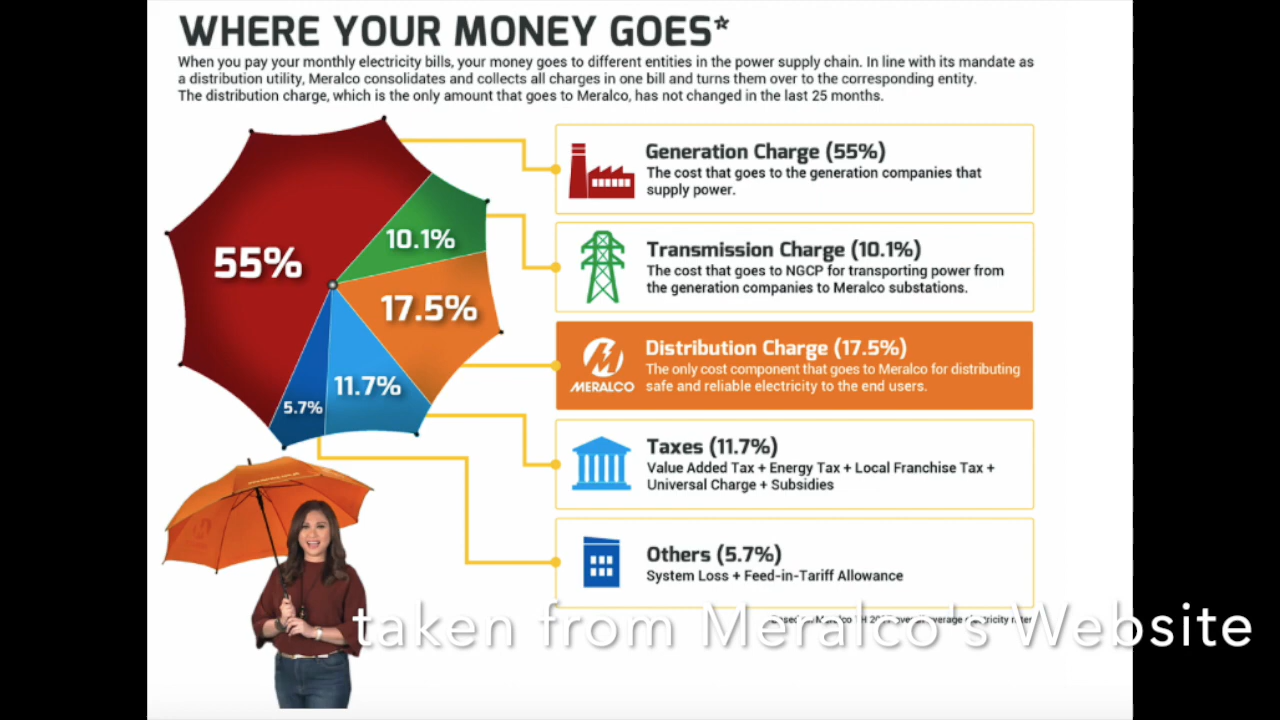 WHERE YOUR MONEY GOES*
When you pay your monthly electricity bills, your money goes to different entities in the power supply chain. In line with its mandate as
a distribution utility, Meralco consolidates and collects all charges in one bill and turns them over to the corresponding entity.
The distribution charge, which is the only amount that goes to Meralco, has not changed in the last 25 months.
55%
10.1%
17.5%
11.7%
5.7%
Generation Charge (55%)
The cost that goes to the generation companies that
supply power.
Transmission Charge (10.1%)
The cost that goes to NGCP for transporting power from
the generation companies to Meralco substations.
MERALCO
Distribution Charge (17.5%)
The only cost component that goes to Meralco for distributing
safe and reliable electricity to the end users.
Taxes (11.7%)
Value Added Tax + Energy Tax + Local Franchise Tax +
Universal Charge + Subsidies
Others (5.7%)
System Loss + Feed-in-Tariff Allowance
taken from Meralco's Website